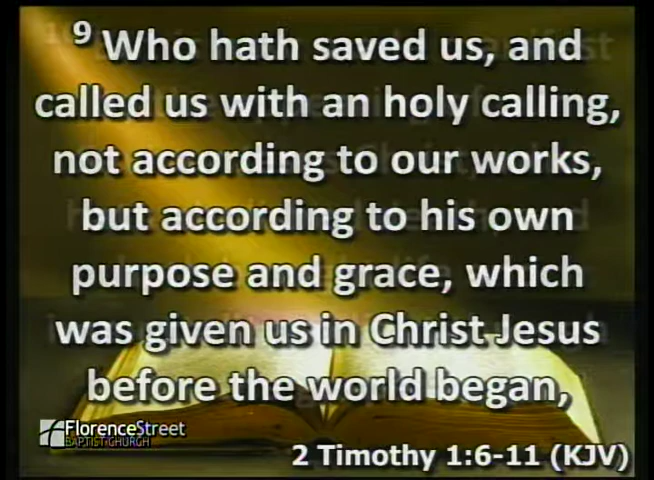 9 Who hath saved us, and
called us with an holy calling,
not according to our works,
but according to his own
purpose and grace, which
was given us in Christ Jesus
before the world began,
FlorenceStreet
BAPTIST CHURCH
2 Timothy 1:6-11 (KJV)